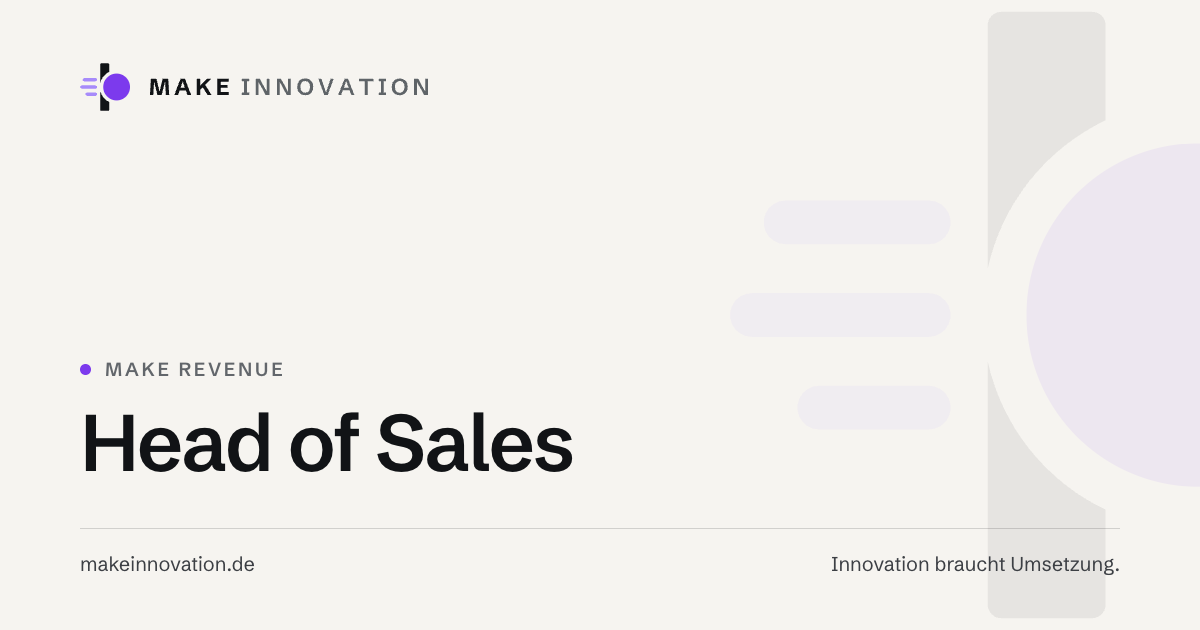 MAKE INNOVATION
MAKE REVENUE
Head of Sales
makeinnovation.de
Innovation braucht Umsetzung.